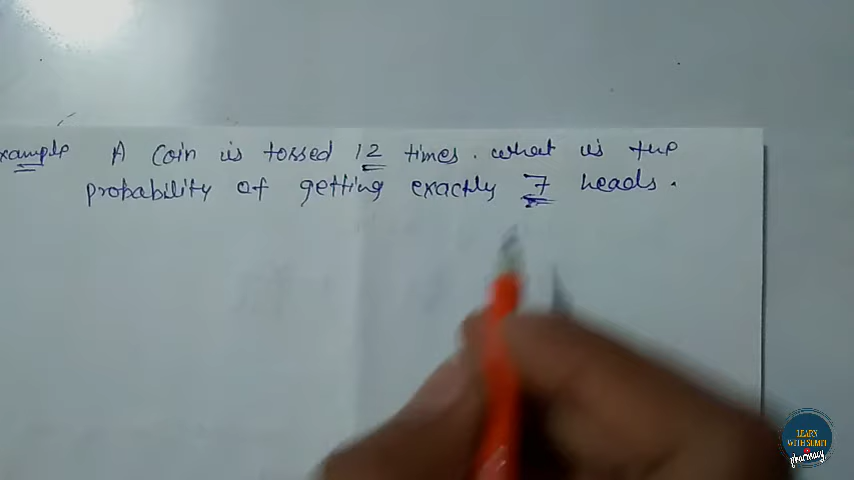 xample A Coin is tossed 12 times. what is the
probability of getting exactly 7 heads.
LEARN
WITH SUMIT
pharmacy